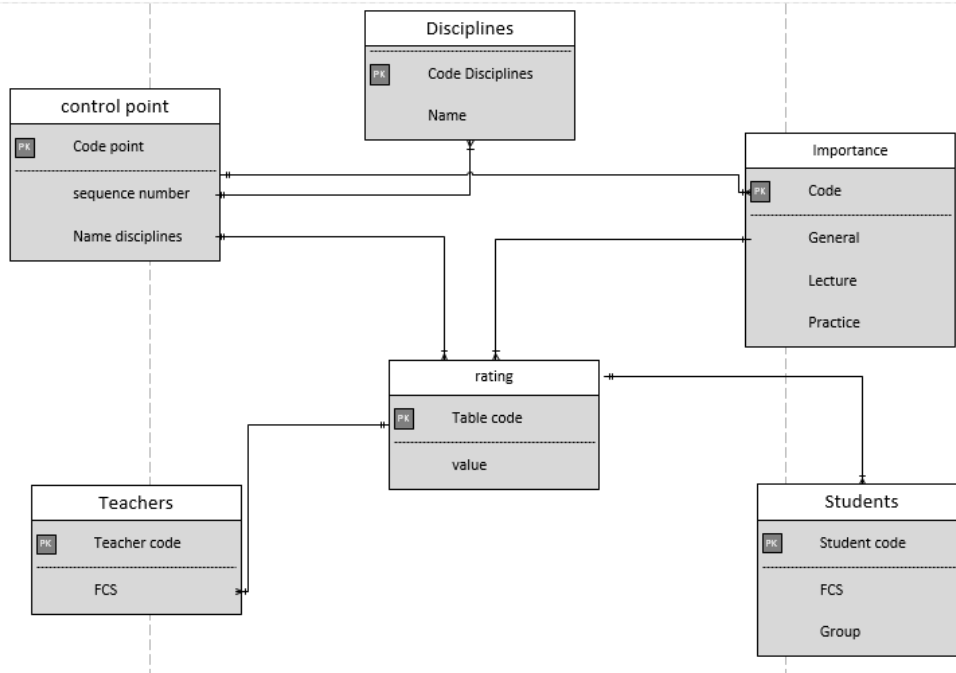 Disciplines
PK Code Disciplines
Name
control point
PK Code point
sequence number
Name disciplines
Importance
PK Code
General
Lecture
Practice
rating
PK Table code
value
Teachers
PK Teacher code
FCS
Students
PK Student code
FCS
Group